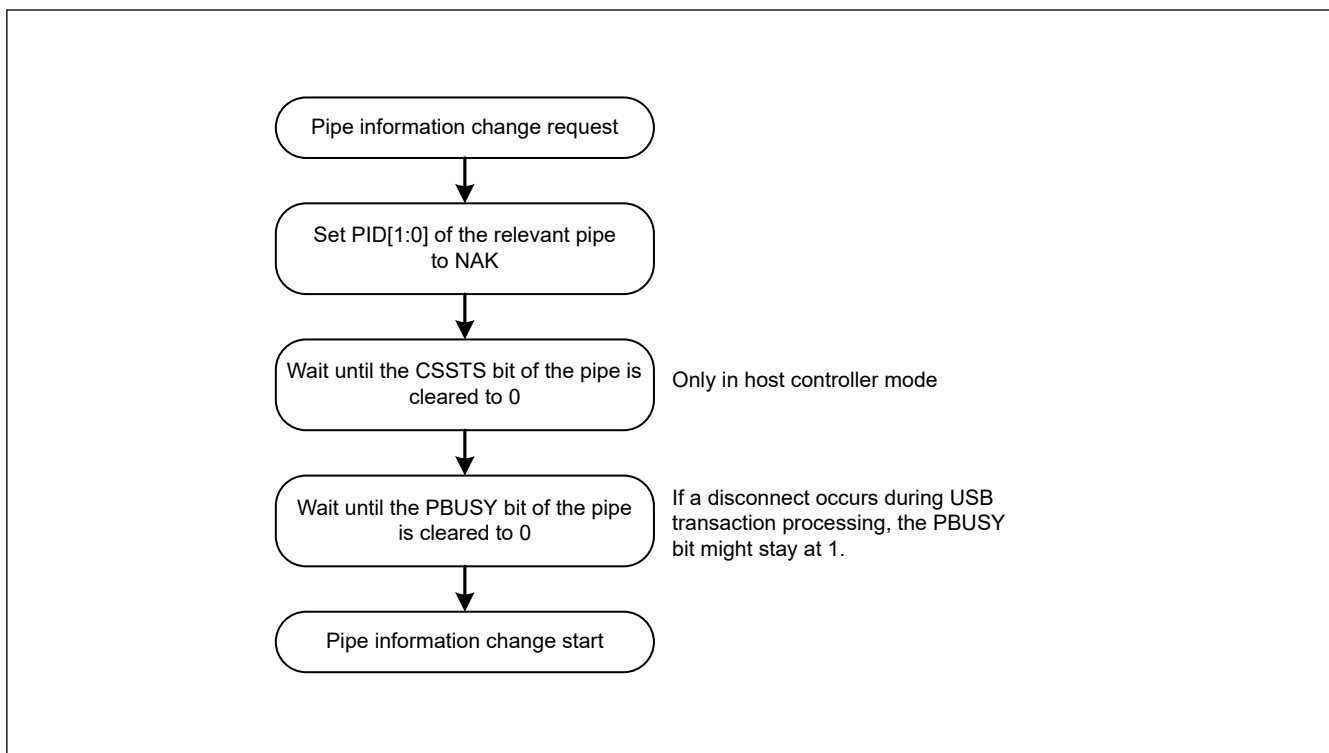 Pipe information change request
Set PID[1:0] of the relevant pipe
to NAK
Wait until the CSSTS bit of the pipe is
cleared to 0
Only in host controller mode
Wait until the PBUSY bit of the pipe
is cleared to 0
If a disconnect occurs during USB
transaction processing, the PBUSY
bit might stay at 1.
Pipe information change start